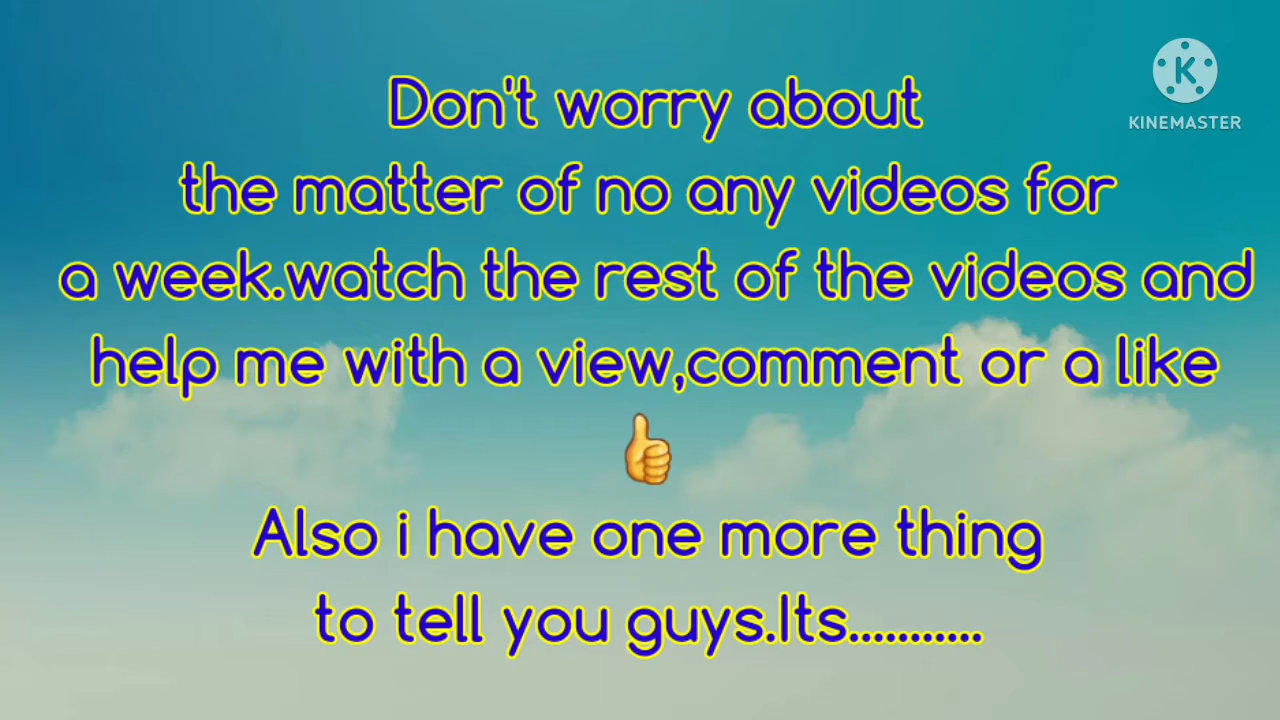 K
KINEMASTER
Don't worry about
the matter of no any videos for
a week.watch the rest of the videos and
help me with a view,comment or a like
👍
Also i have one more thing
to tell you guys.Its...........